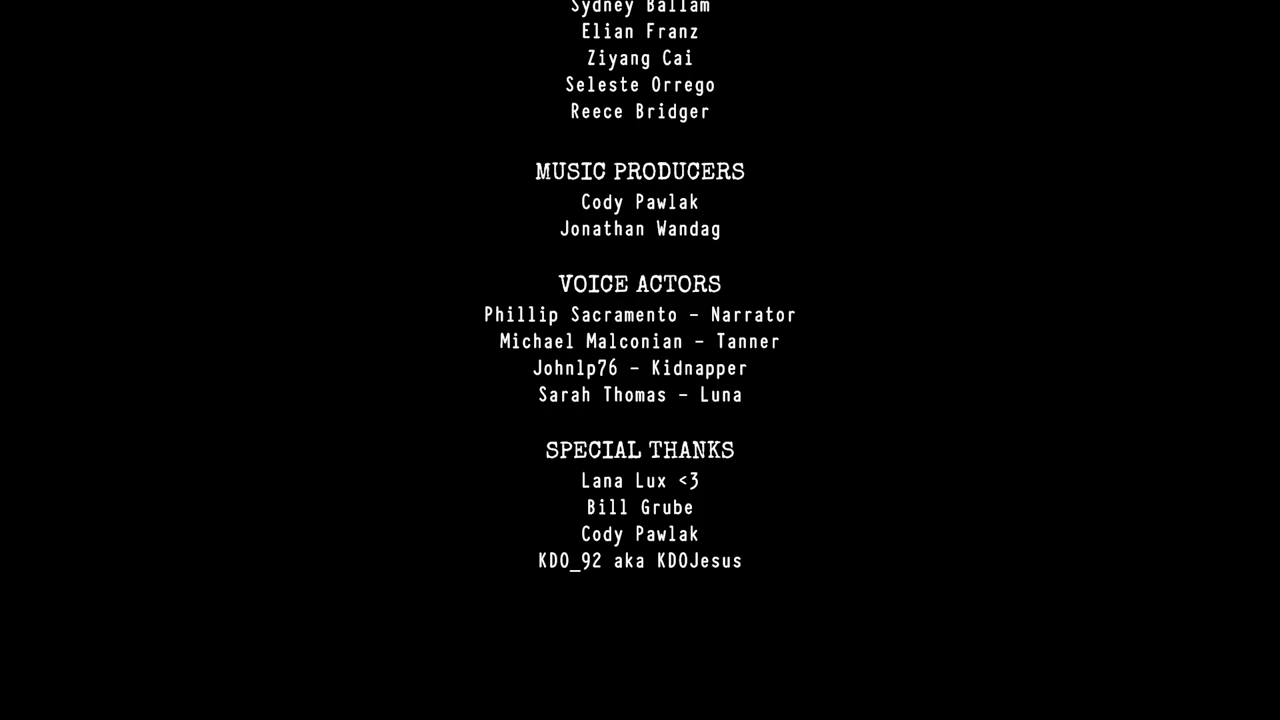 Sydney Ballam
Elian Franz
Ziyang Cai
Seleste Orrego
Reece Bridger
MUSIC PRODUCERS
Cody Pawlak
Jonathan Wandag
VOICE ACTORS
Phillip Sacramento - Narrator
Michael Malconian - Tanner
Johnlp76 - Kidnapper
Sarah Thomas - Luna
SPECIAL THANKS
Lana Lux <3
Bill Grube
Cody Pawlak
KDO_92 aka KDOJesus